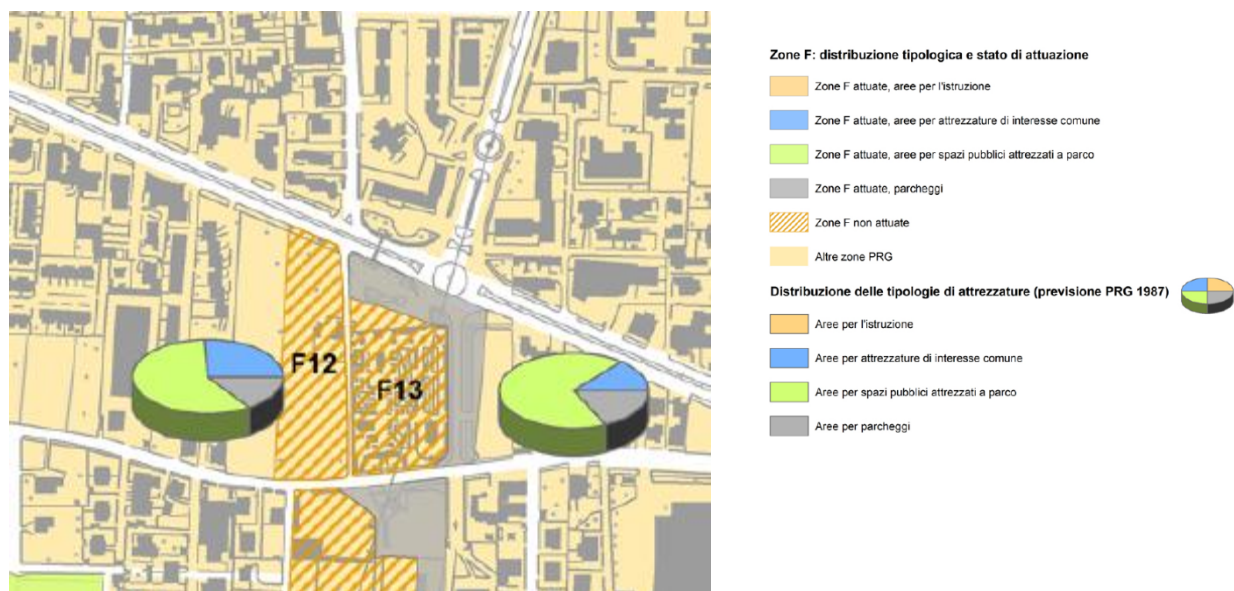 F12
F13
Zone F: distribuzione tipologica e stato di attuazione
Zone F attuate, aree per l'istruzione
Zone F attuate, aree per attrezzature di interesse comune
Zone F attuate, aree per spazi pubblici attrezzati a parco
Zone F attuate, parcheggi
Zone F non attuate
Altre zone PRG
Distribuzione delle tipologie di attrezzature (previsione PRG 1987)
Aree per l'istruzione
Aree per attrezzature di interesse comune
Aree per spazi pubblici attrezzati a parco
Aree per parcheggi